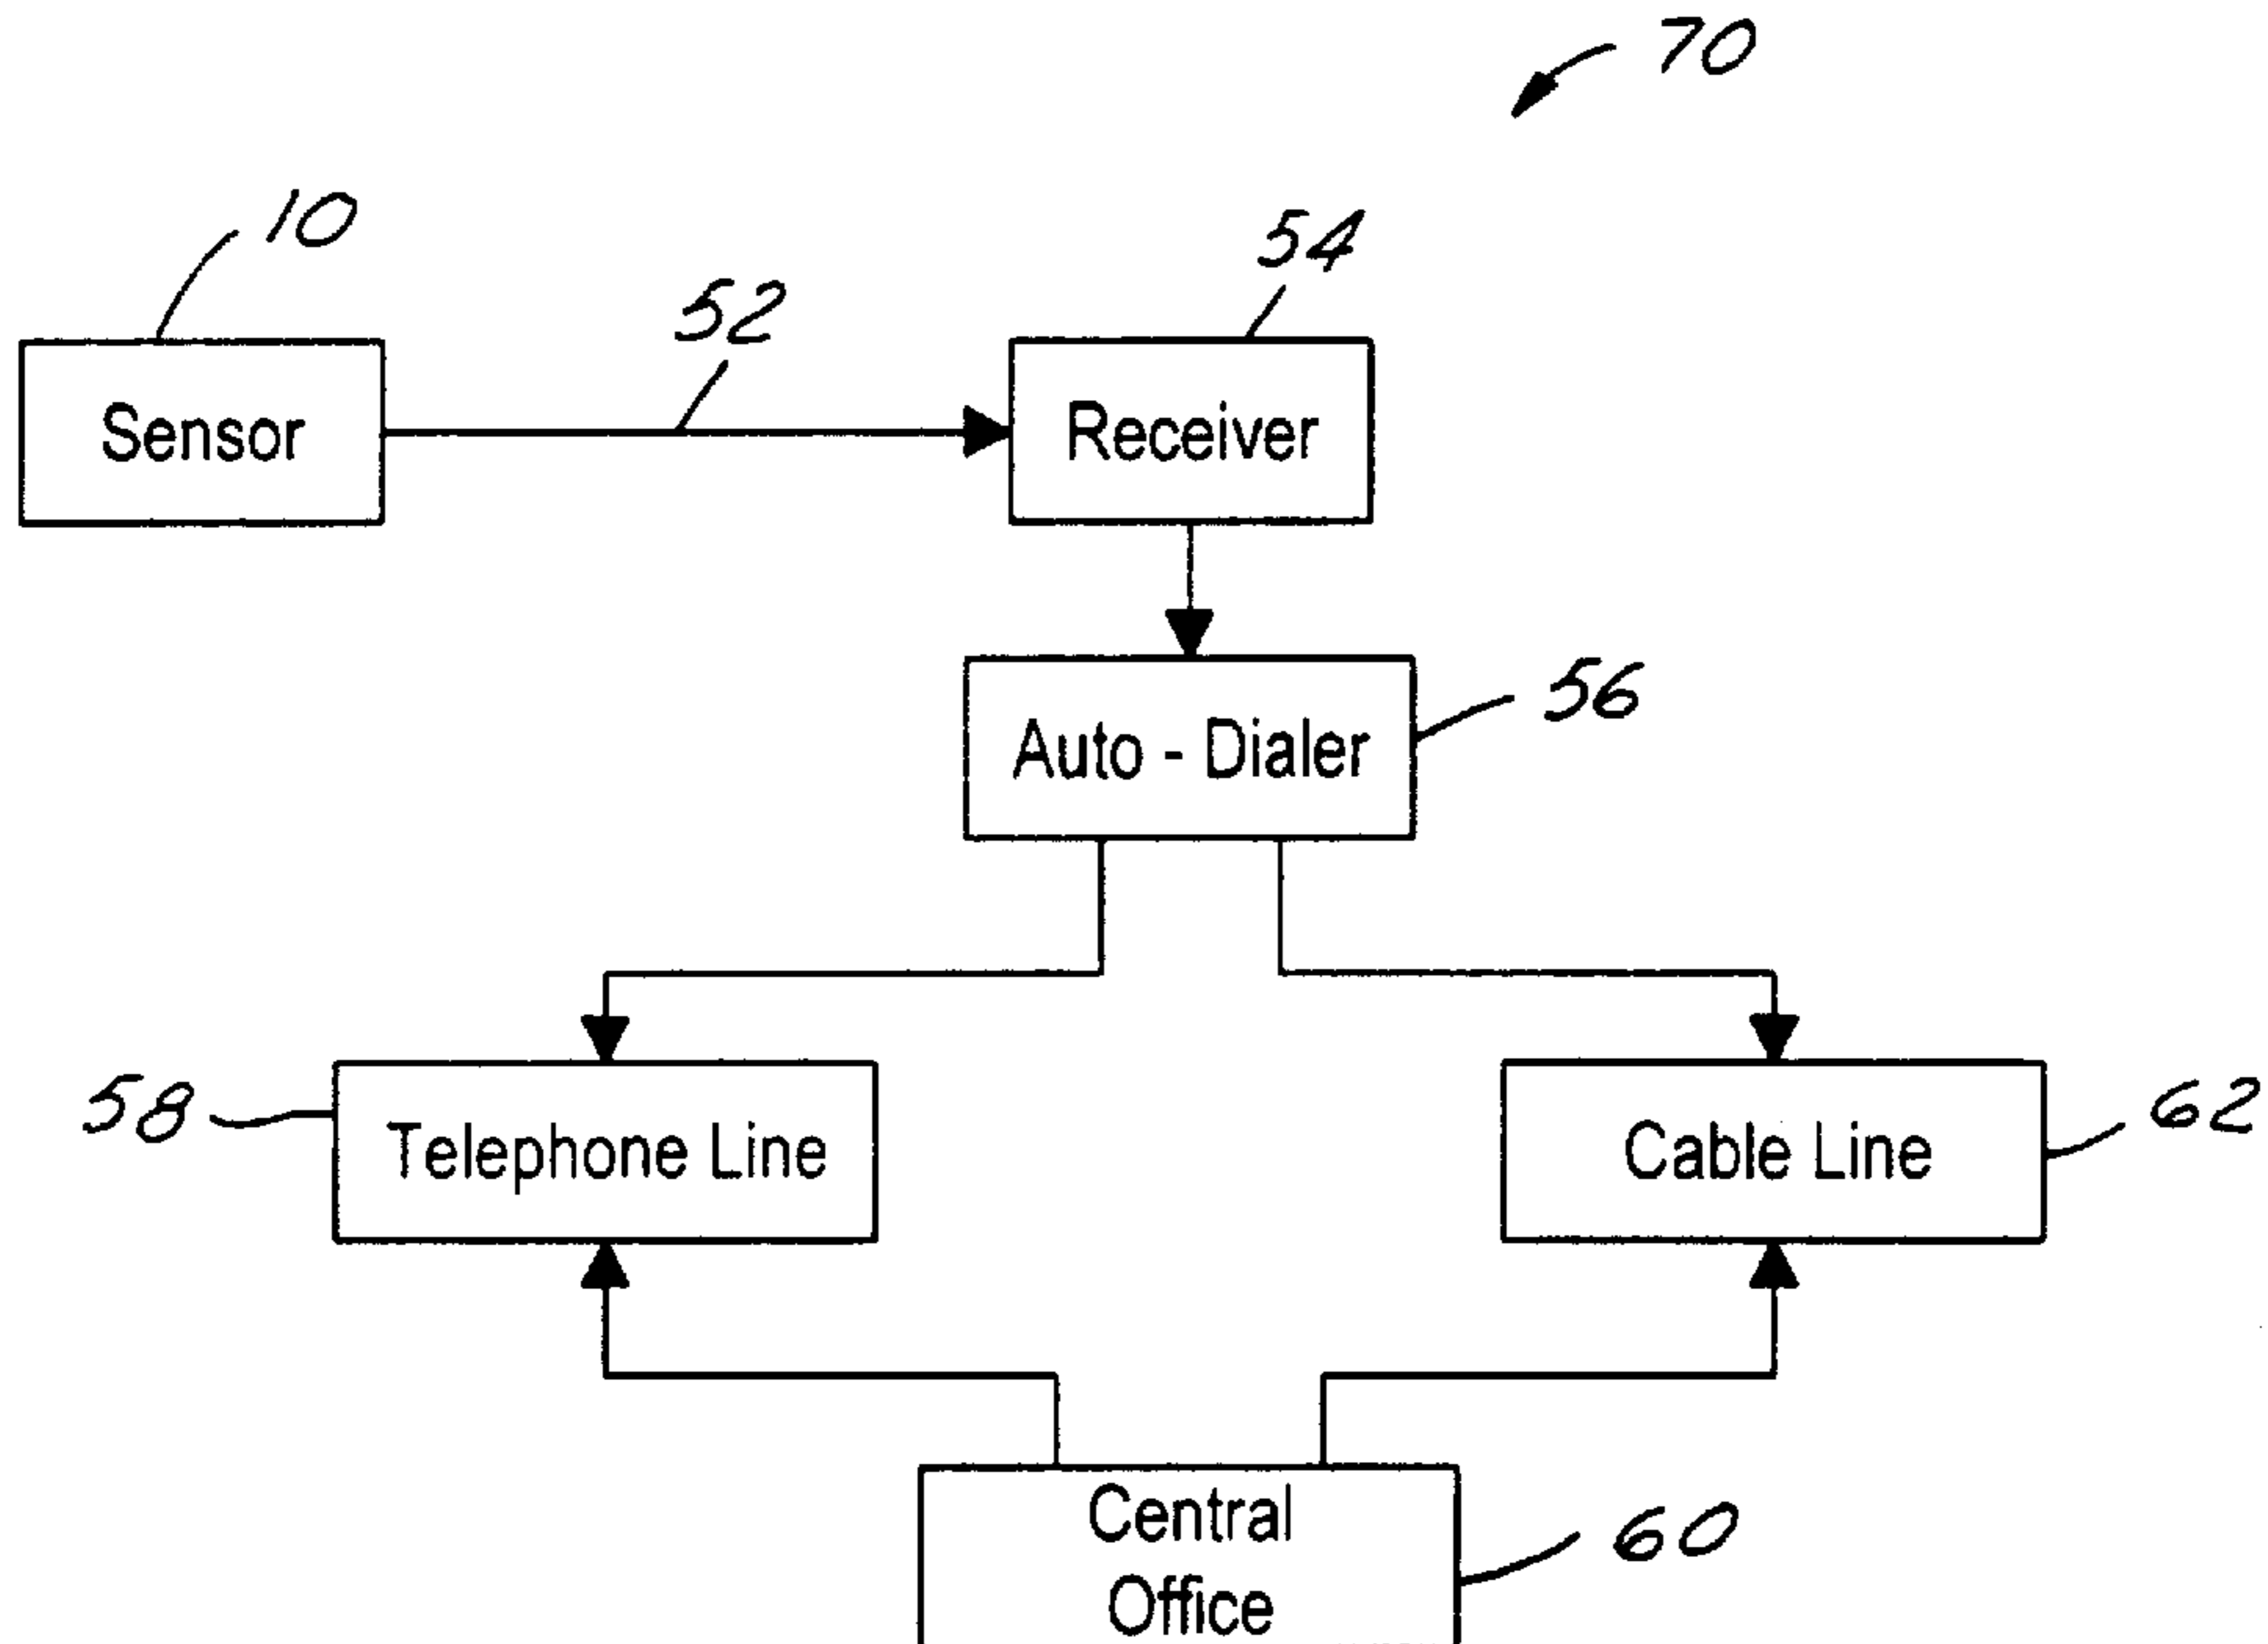 70
10
52
54
Sensor
Receiver
56
Auto - Dialer
58
Telephone Line
Cable Line
62
Central
Office
60